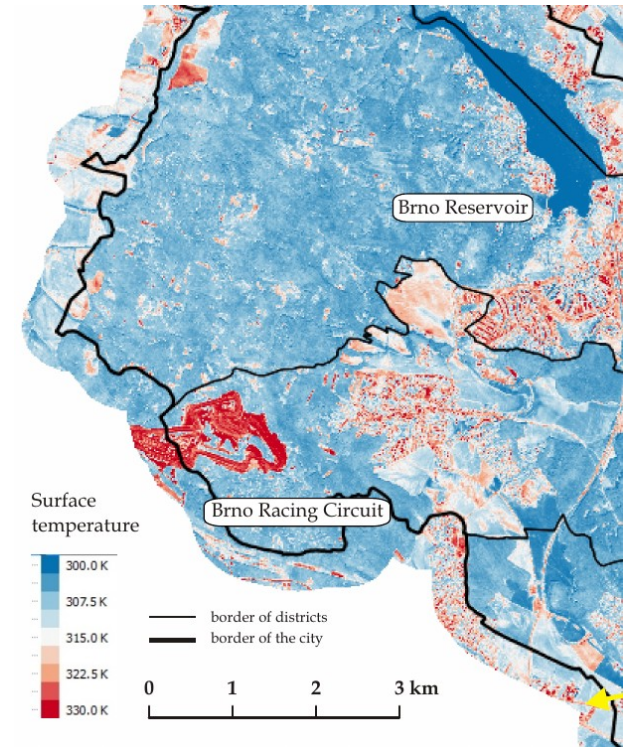 Brno Reservoir
Brno Racing Circuit
Surface
temperature
300.0 K
307.5 K
315.0 K
322.5 K
330.0 K
border of districts
border of the city
0 1 2 3 km